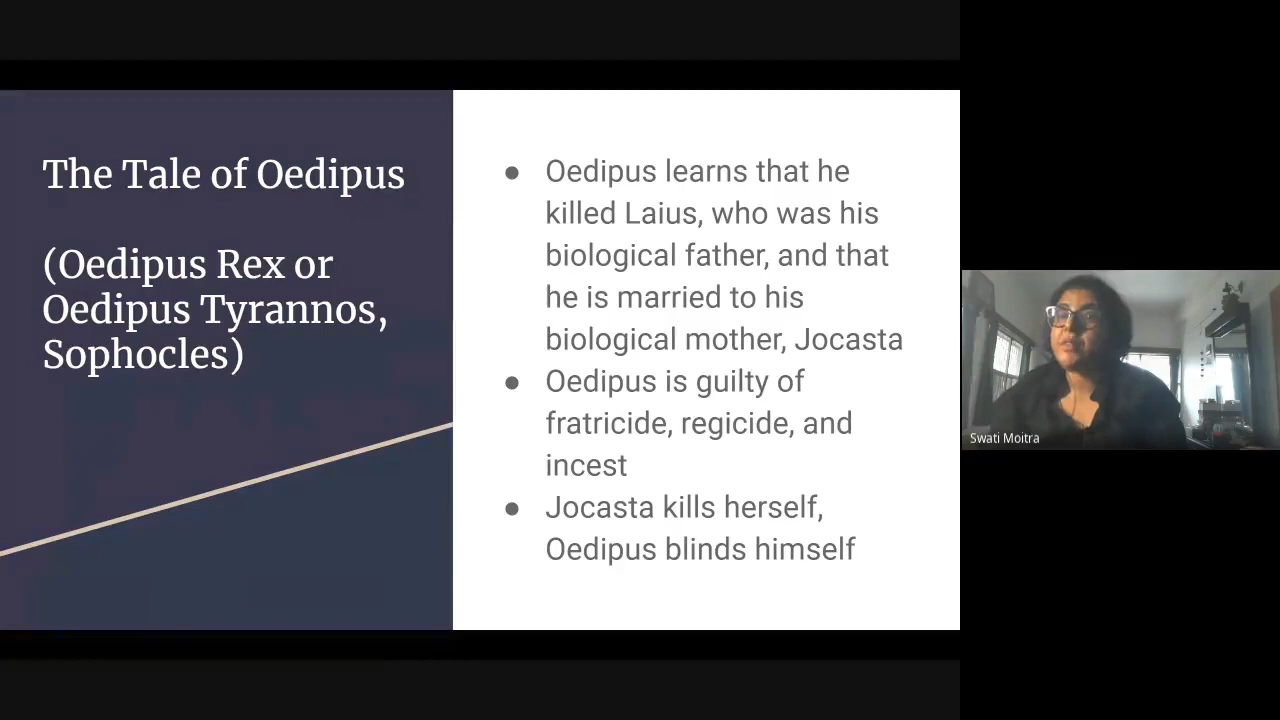 The Tale of Oedipus
(Oedipus Rex or
Oedipus Tyrannos,
Sophocles)
● Oedipus learns that he
killed Laius, who was his
biological father, and that
he is married to his
biological mother, Jocasta
● Oedipus is guilty of
fratricide, regicide, and
incest
● Jocasta kills herself,
Oedipus blinds himself
Swati Moitra